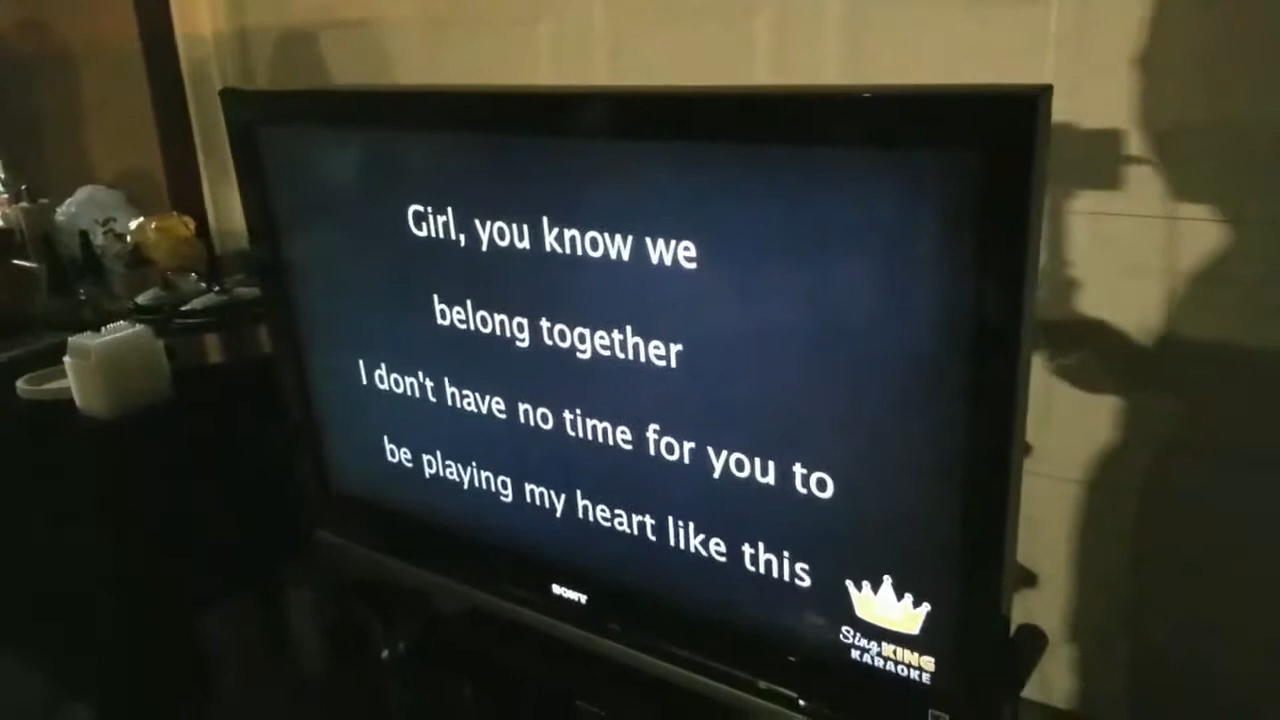 Girl, you know we
belong together
I don't have no time for you to
be playing my heart like this
SONY
Sing KING
KARAOKE